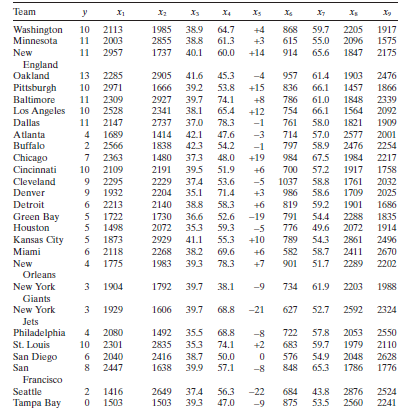 Team y x₁ x₂ x₃ x₄ x₅ x₆ x₇ x₈ x₉
Washington 10 2113 1985 38.9 64.7 +4 868 59.7 2205 1917
Minnesota 11 2003 2855 38.8 61.3 +3 615 55.0 2096 1575
New 11 2957 1737 40.1 60.0 +14 914 65.6 1847 2175
England
Oakland 13 2285 2905 41.6 45.3 -4 957 61.4 1903 2476
Pittsburgh 10 2971 1666 39.2 53.8 +15 836 66.1 1457 1866
Baltimore 11 2309 2927 39.7 74.1 +8 786 61.0 1848 2339
Los Angeles 10 2528 2341 38.1 65.4 +12 754 66.1 1564 2092
Dallas 11 2147 2737 37.0 78.3 -1 761 58.0 1821 1909
Atlanta 4 1689 1414 42.1 47.6 -3 714 57.0 2577 2001
Buffalo 2 2566 1838 42.3 54.2 -1 797 58.9 2476 2254
Chicago 7 2363 1480 37.3 48.0 +19 984 67.5 1984 2217
Cincinnati 10 2109 2191 39.5 51.9 +6 700 57.2 1917 1758
Cleveland 9 2295 2229 37.4 53.6 -5 1037 58.8 1761 2032
Denver 9 1932 2204 35.1 71.4 +3 986 58.6 1709 2025
Detroit 6 2213 2140 38.8 58.3 +6 819 59.2 1901 1686
Green Bay 5 1722 1730 36.6 52.6 -19 791 54.4 2288 1835
Houston 5 1498 2072 35.3 59.3 -5 776 49.6 2072 1914
Kansas City 5 1873 2929 41.1 55.3 +10 789 54.3 2861 2496
Miami 6 2118 2268 38.2 69.6 +6 582 58.7 2411 2670
New 4 1775 1983 39.3 78.3 +7 901 51.7 2289 2202
Orleans
New York 3 1904 1792 39.7 38.1 -9 734 61.9 2203 1988
Giants
New York 3 1929 1606 39.7 68.8 -21 627 52.7 2592 2324
Jets
Philadelphia 4 2080 1492 35.5 68.8 -8 722 57.8 2053 2550
St. Louis 10 2301 2835 35.3 74.1 +2 683 59.7 1979 2110
San Diego 6 2040 2416 38.7 50.0 0 576 54.9 2048 2628
San 8 2447 1638 39.9 57.1 -8 848 65.3 1786 1776
Francisco
Seattle 2 1416 2649 37.4 56.3 -22 684 43.8 2876 2524
Tampa Bay 0 1503 1503 39.3 47.0 -9 875 53.5 2560 2241